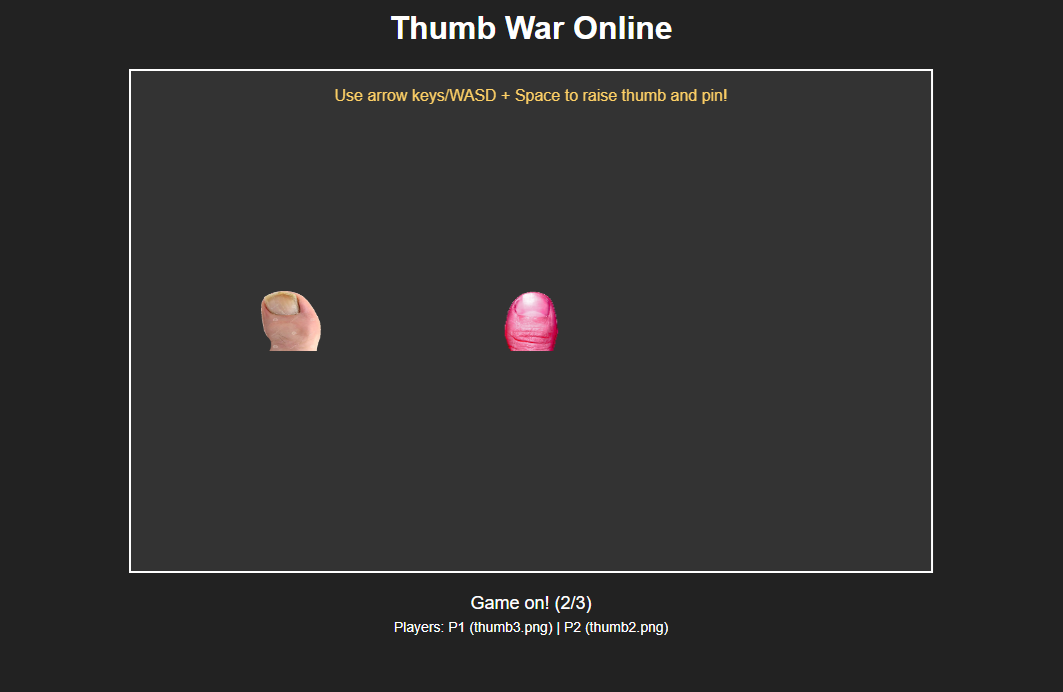 Thumb War Online
Use arrow keys/WASD + Space to raise thumb and pin!
Game on! (2/3)
Players: P1 (thumb3.png) | P2 (thumb2.png)